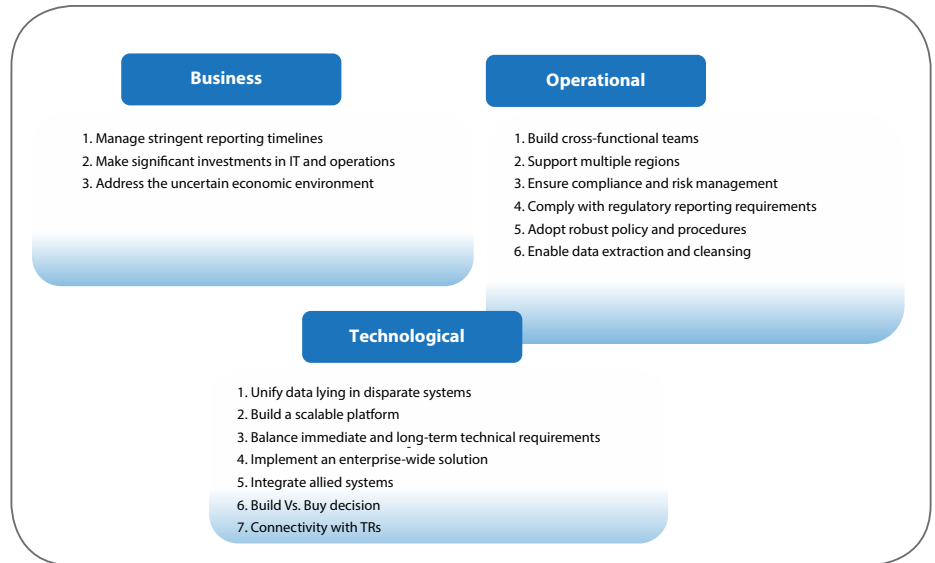 Business
1. Manage stringent reporting timelines
2. Make significant investments in IT and operations
3. Address the uncertain economic environment
Operational
1. Build cross-functional teams
2. Support multiple regions
3. Ensure compliance and risk management
4. Comply with regulatory reporting requirements
5. Adopt robust policy and procedures
6. Enable data extraction and cleansing
Technological
1. Unify data lying in disparate systems
2. Build a scalable platform
3. Balance immediate and long-term technical requirements
4. Implement an enterprise-wide solution
5. Integrate allied systems
6. Build Vs. Buy decision
7. Connectivity with TRs